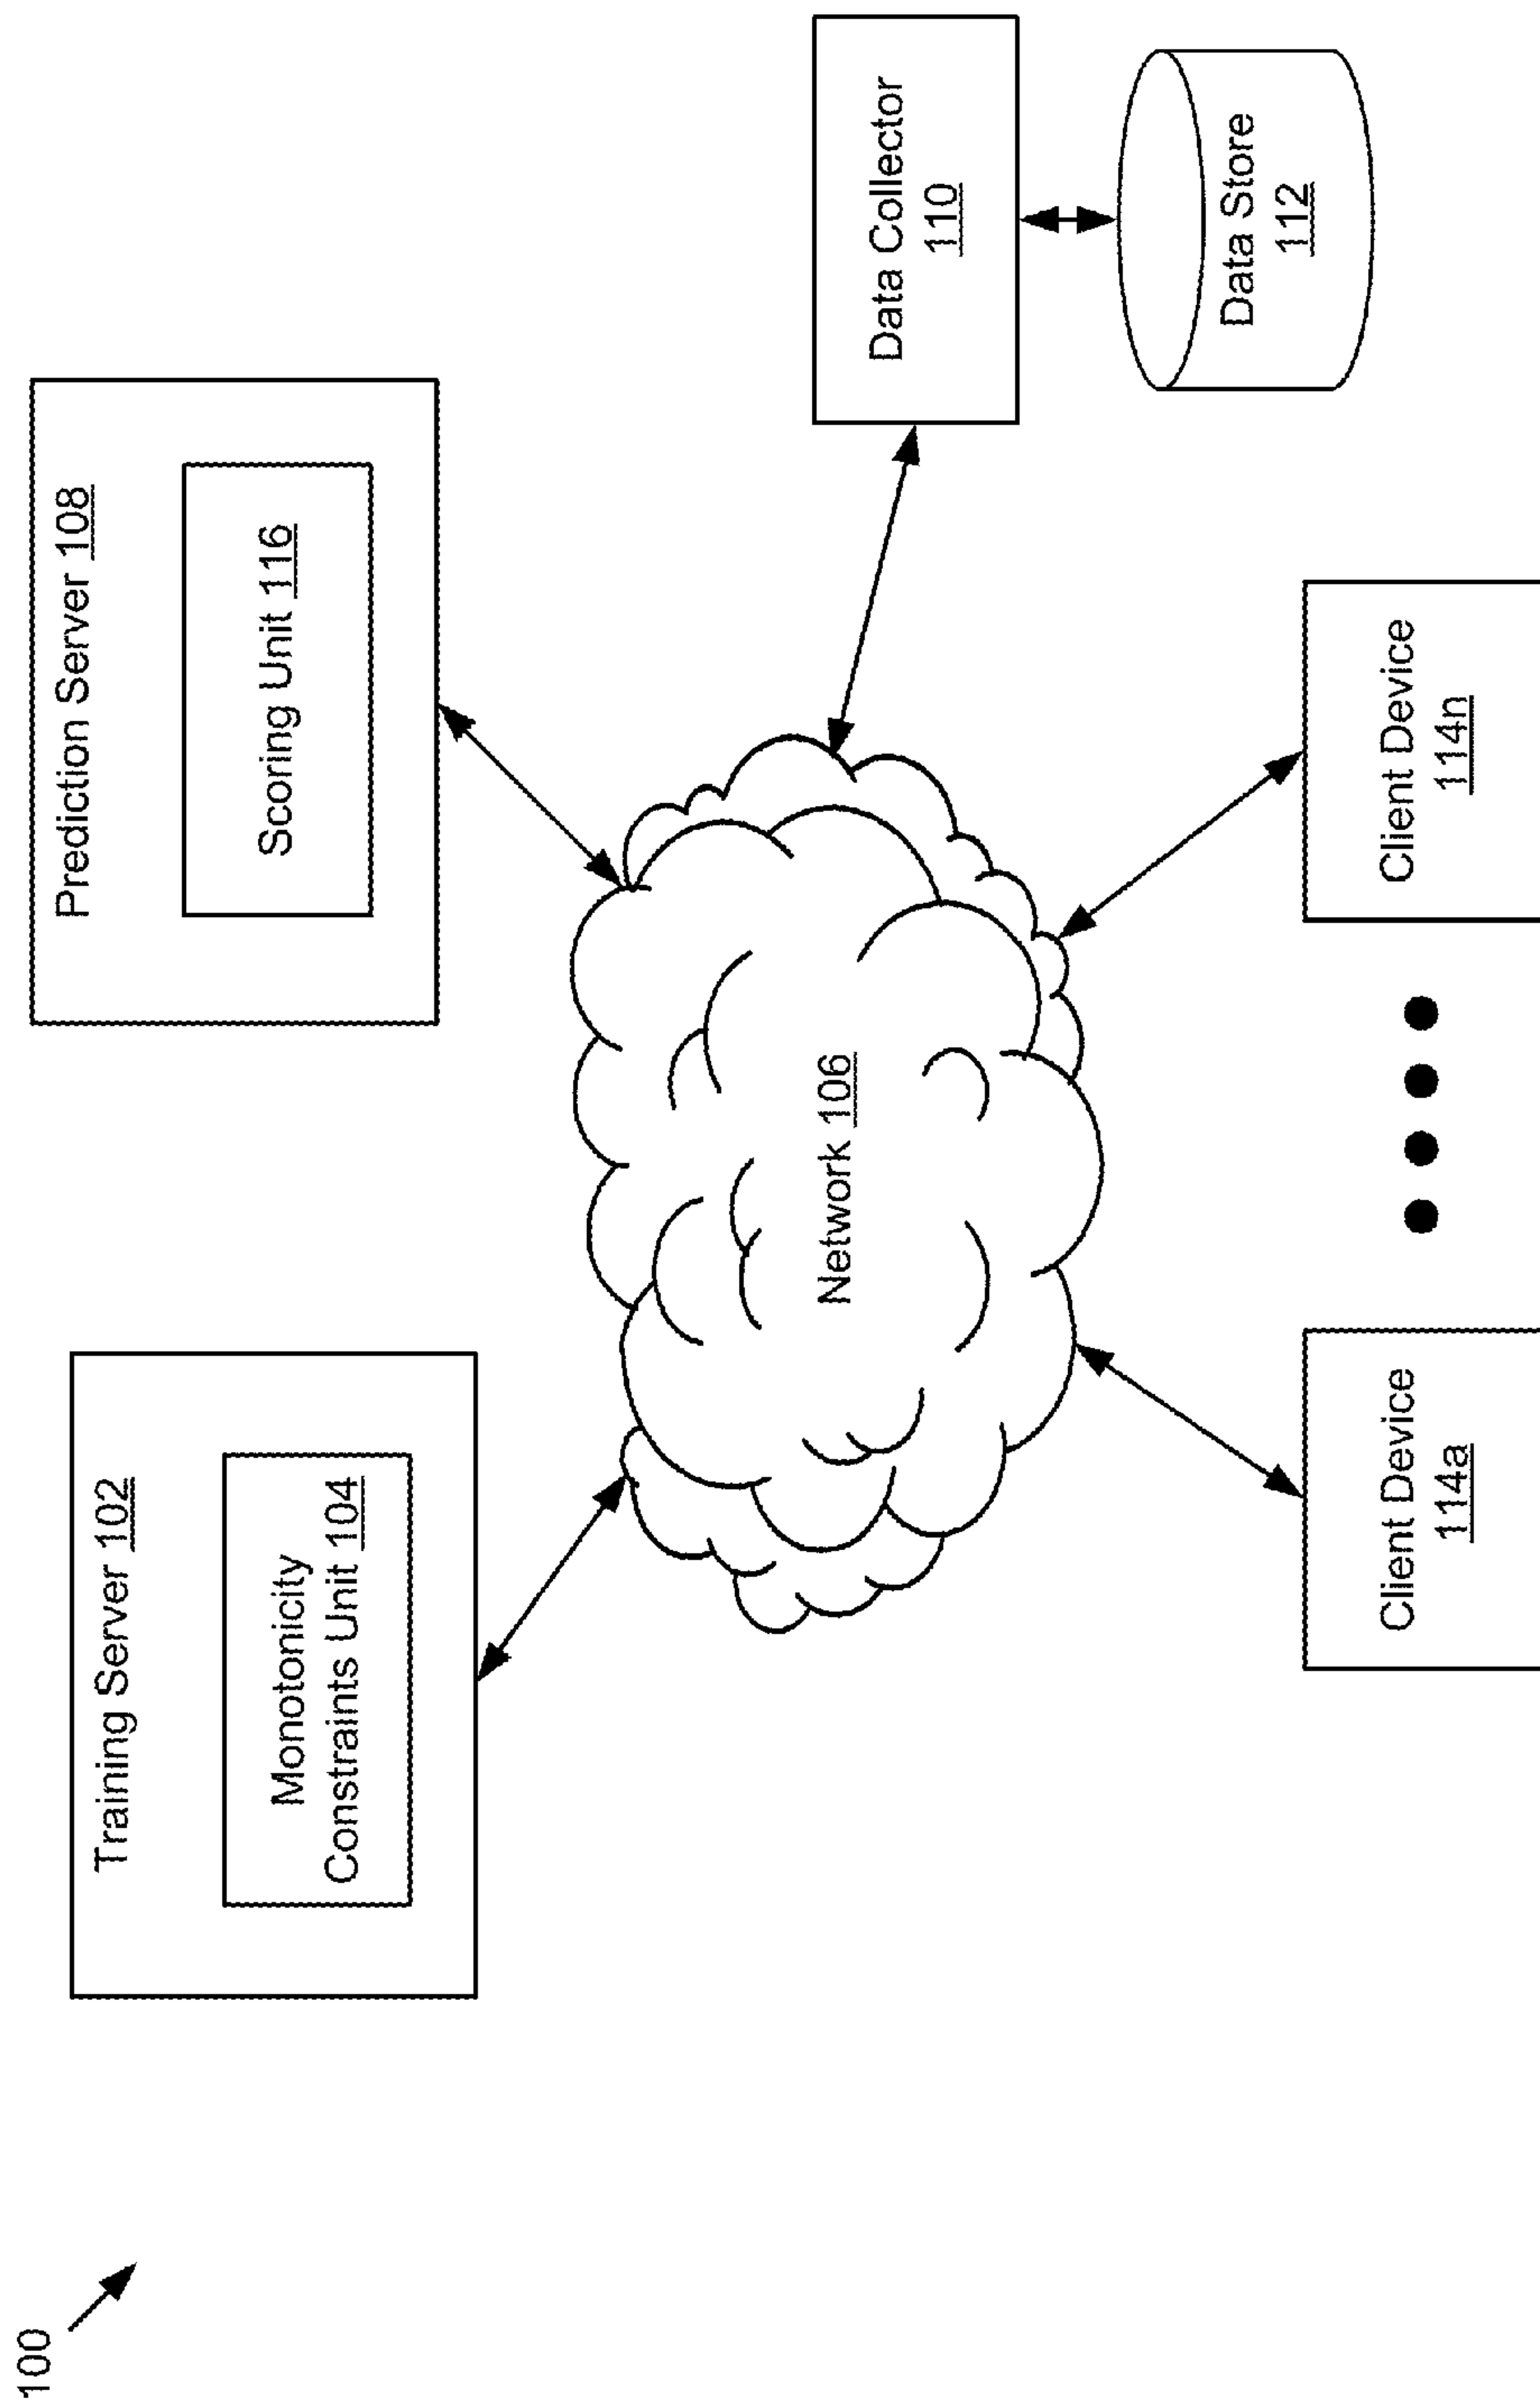 100
Training Server 102
Monotonicity
Constraints Unit 104
Prediction Server 108
Scoring Unit 116
Network 106
Data Collector
110
Data Store
112
Client Device
114a
Client Device
114n